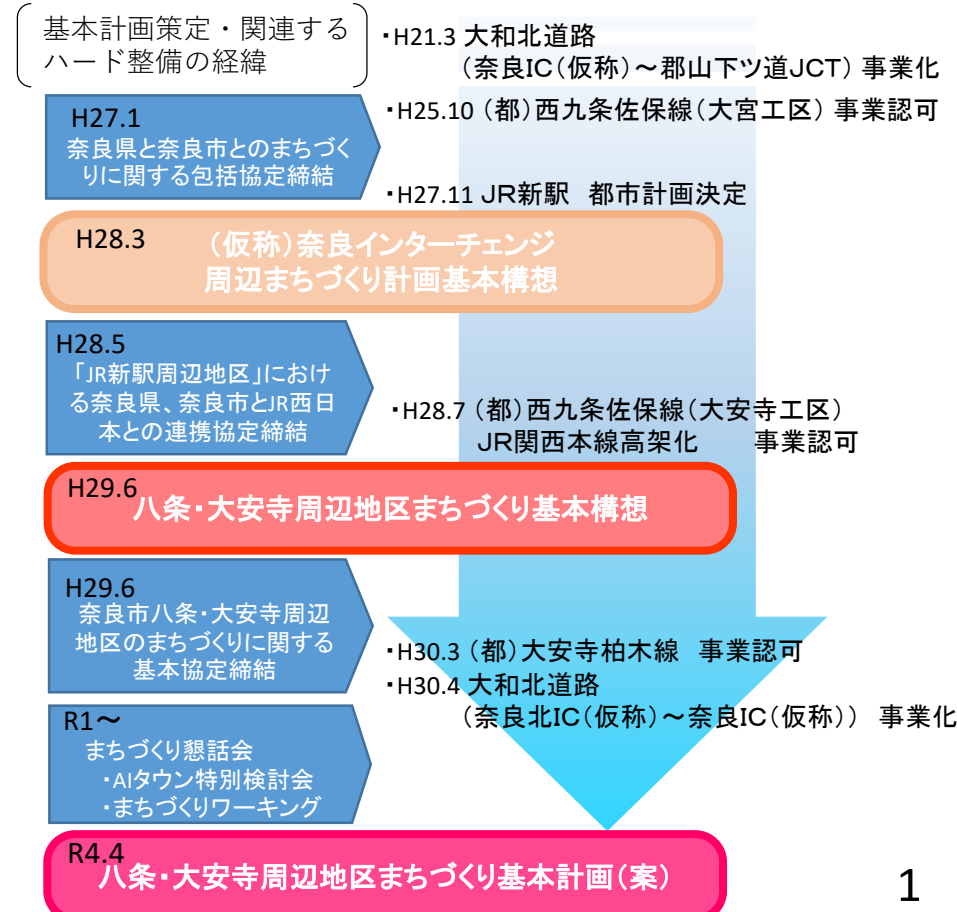 基本計画策定・関連する
ハード整備の経緯
・H21.3 大和北道路
（奈良IC（仮称）～郡山下ツ道JCT）事業化
H27.1
奈良県と奈良市とのまちづく
りに関する包括協定締結
・H25.10（都）西九条佐保線（大宮工区）事業認可
・H27.11 JR新駅 都市計画決定
H28.3
（仮称）奈良インターチェンジ
周辺まちづくり計画基本構想
H28.5
「JR新駅周辺地区」におけ
る奈良県、奈良市とJR西日
本との連携協定締結
・H28.7（都）西九条佐保線（大安寺工区）
JR関西本線高架化 事業認可
H29.6
八条・大安寺周辺地区まちづくり基本構想
H29.6
奈良市八条・大安寺周辺
地区のまちづくりに関する
基本協定締結
・H30.3（都）大安寺柏木線 事業認可
・H30.4 大和北道路
（奈良北IC（仮称）～奈良IC（仮称）） 事業化
R1～
まちづくり懇話会
・AIタウン特別検討会
・まちづくりワーキング
R4.4
八条・大安寺周辺地区まちづくり基本計画（案）
1